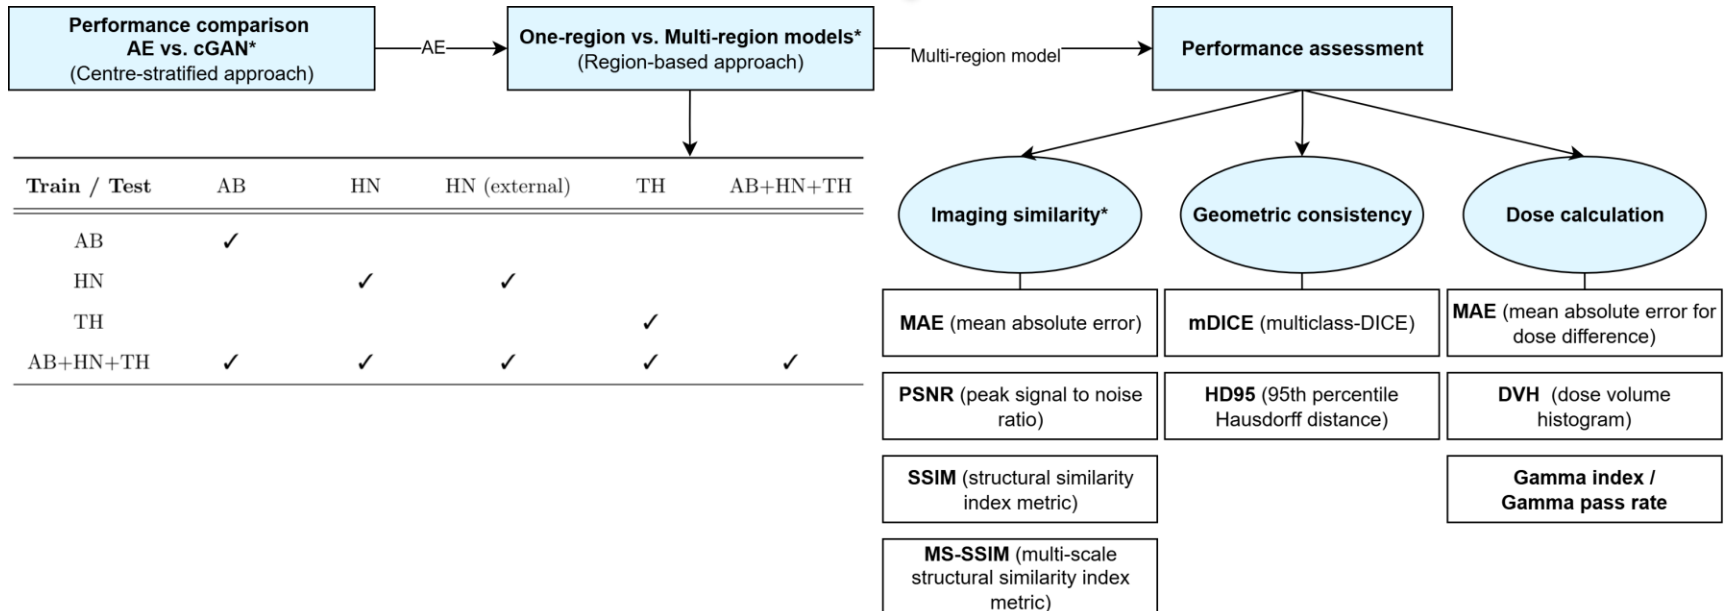 Performance comparison
AE vs. cGAN*
(Centre-stratified approach)
AE
One-region vs. Multi-region models*
(Region-based approach)
Multi-region model
Performance assessment
Train / Test AB HN HN (external) TH AB+HN+TH
AB ✓
HN ✓ ✓
TH ✓
AB+HN+TH ✓ ✓ ✓ ✓ ✓
Imaging similarity*
MAE (mean absolute error)
PSNR (peak signal to noise
ratio)
SSIM (structural similarity
index metric)
MS-SSIM (multi-scale
structural similarity index
metric)
Geometric consistency
mDICE (multiclass-DICE)
HD95 (95th percentile
Hausdorff distance)
Dose calculation
MAE (mean absolute error for
dose difference)
DVH (dose volume
histogram)
Gamma index /
Gamma pass rate